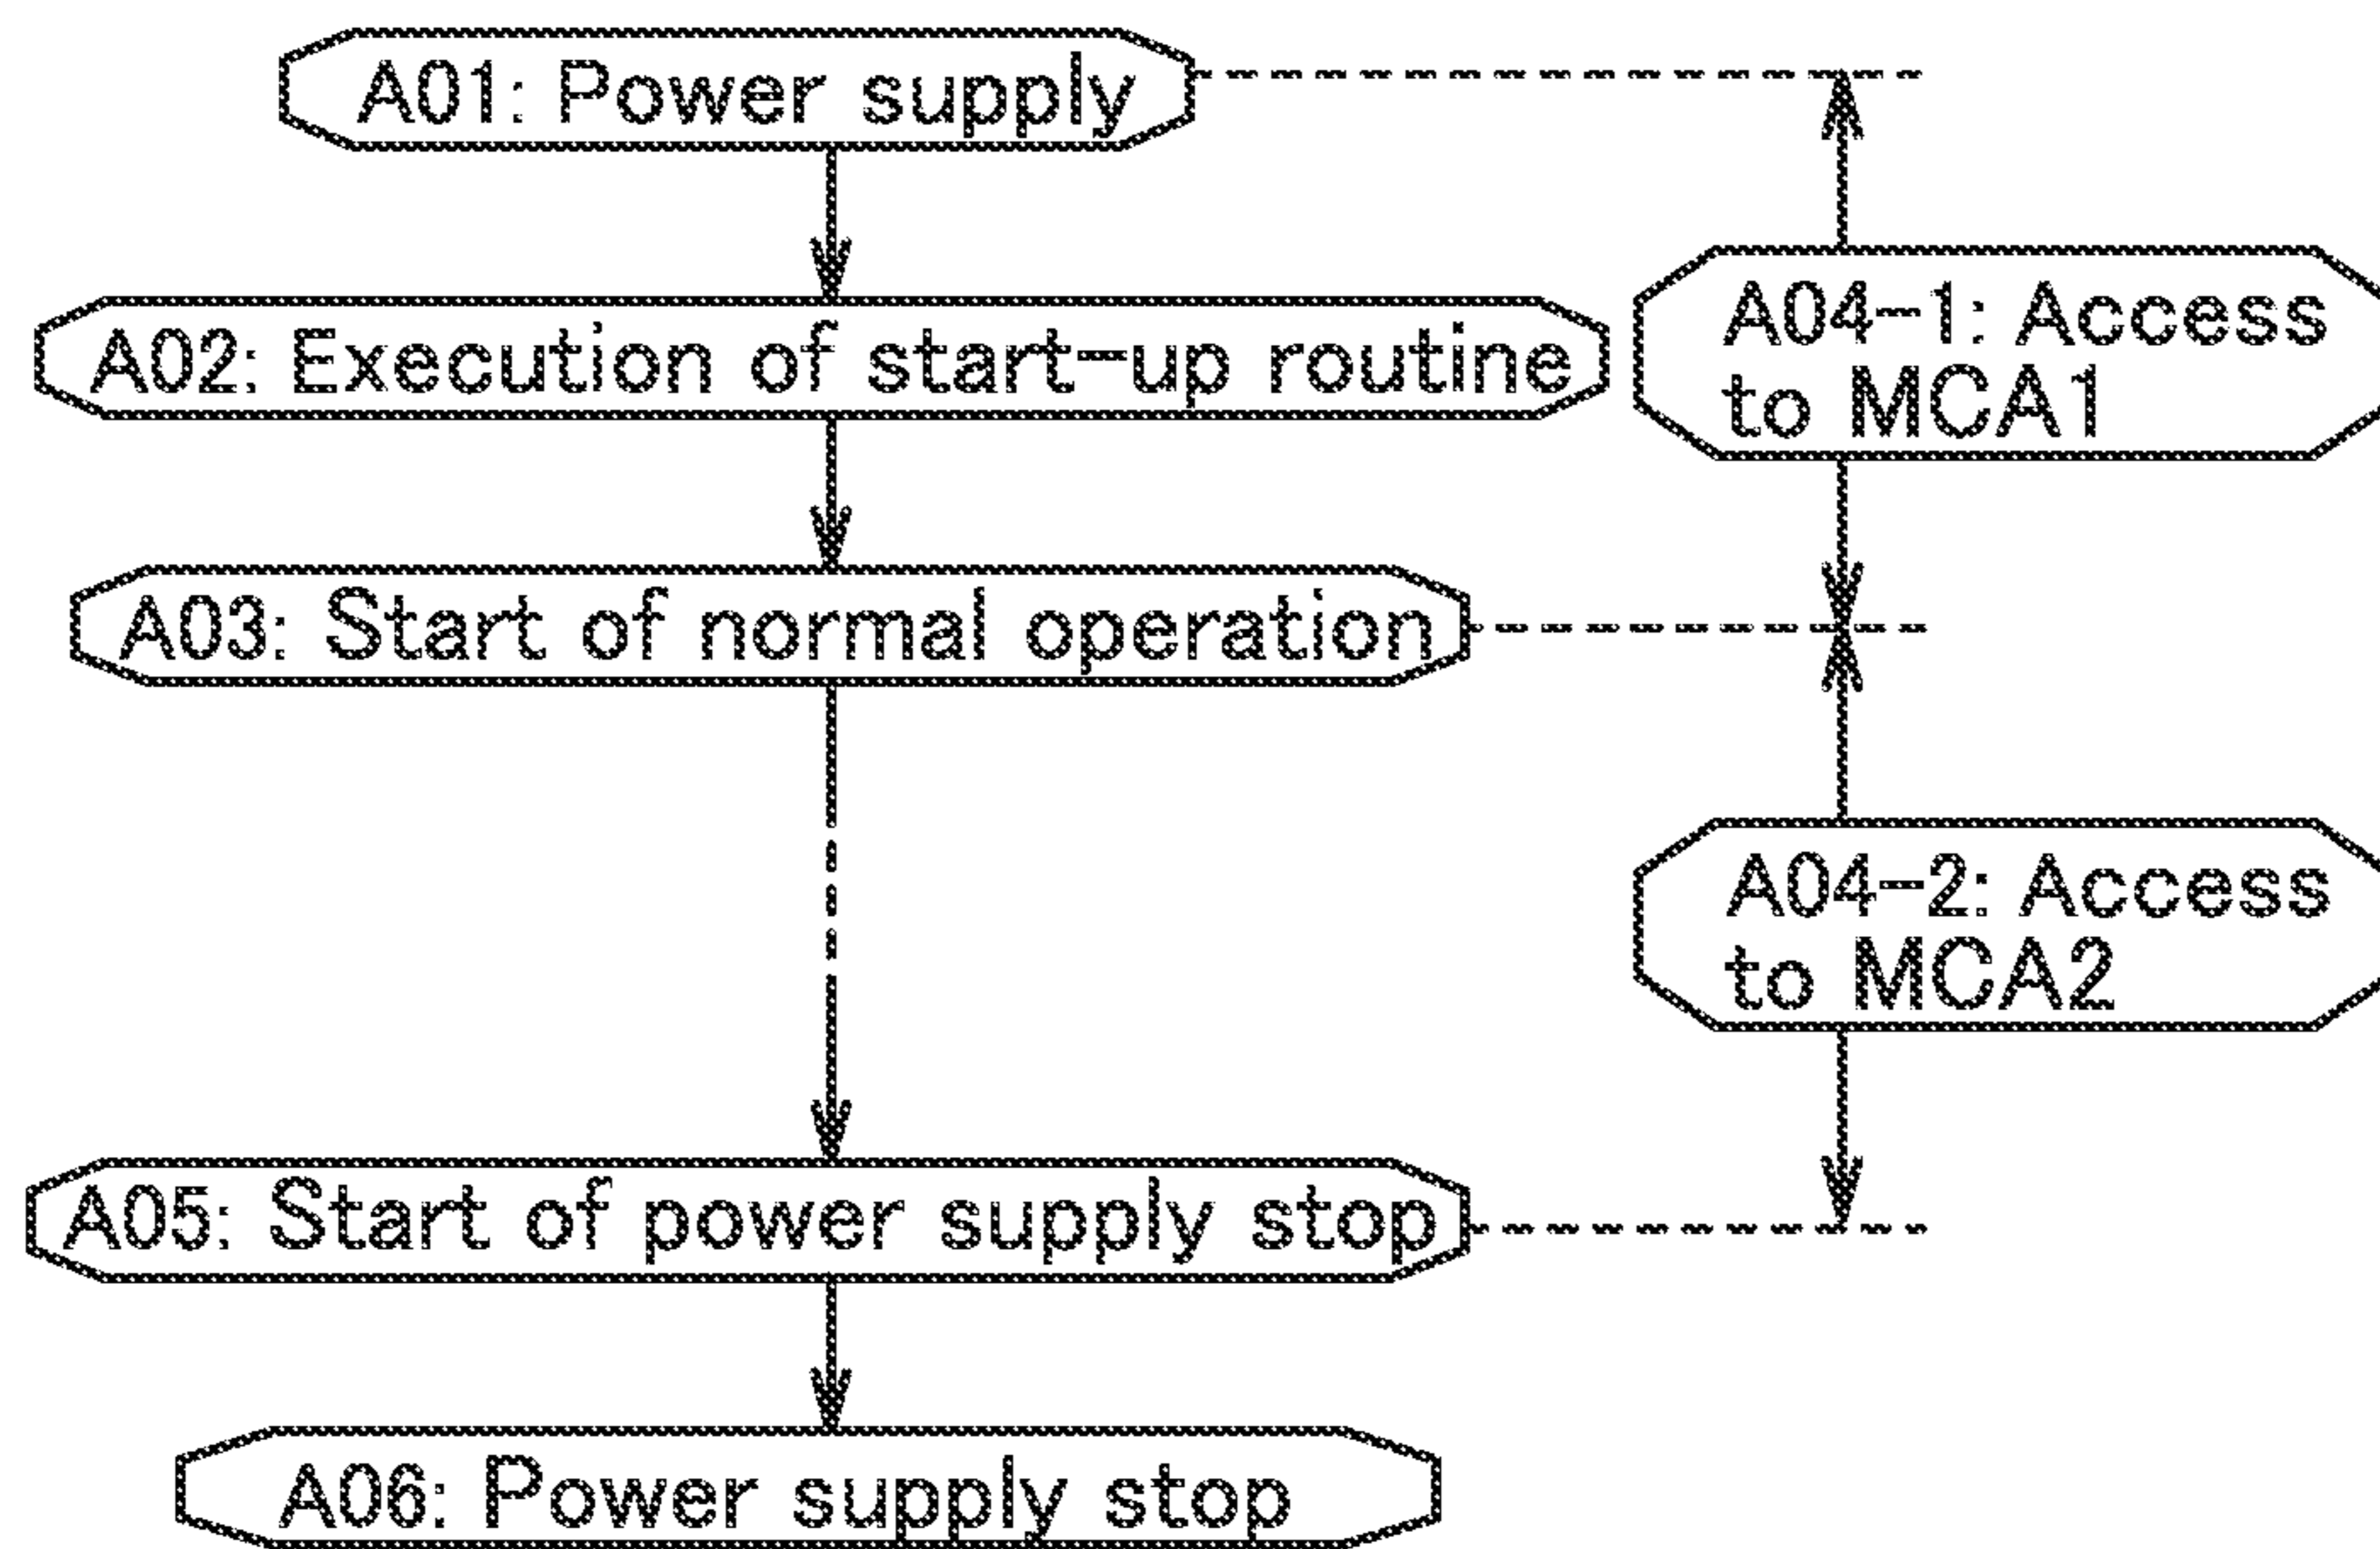 A01: Power supply
A02: Execution of start-up routine
A04-1: Access
to MCA1
A03: Start of normal operation
A04-2: Access
to MCA2
A05: Start of power supply stop
A06: Power supply stop